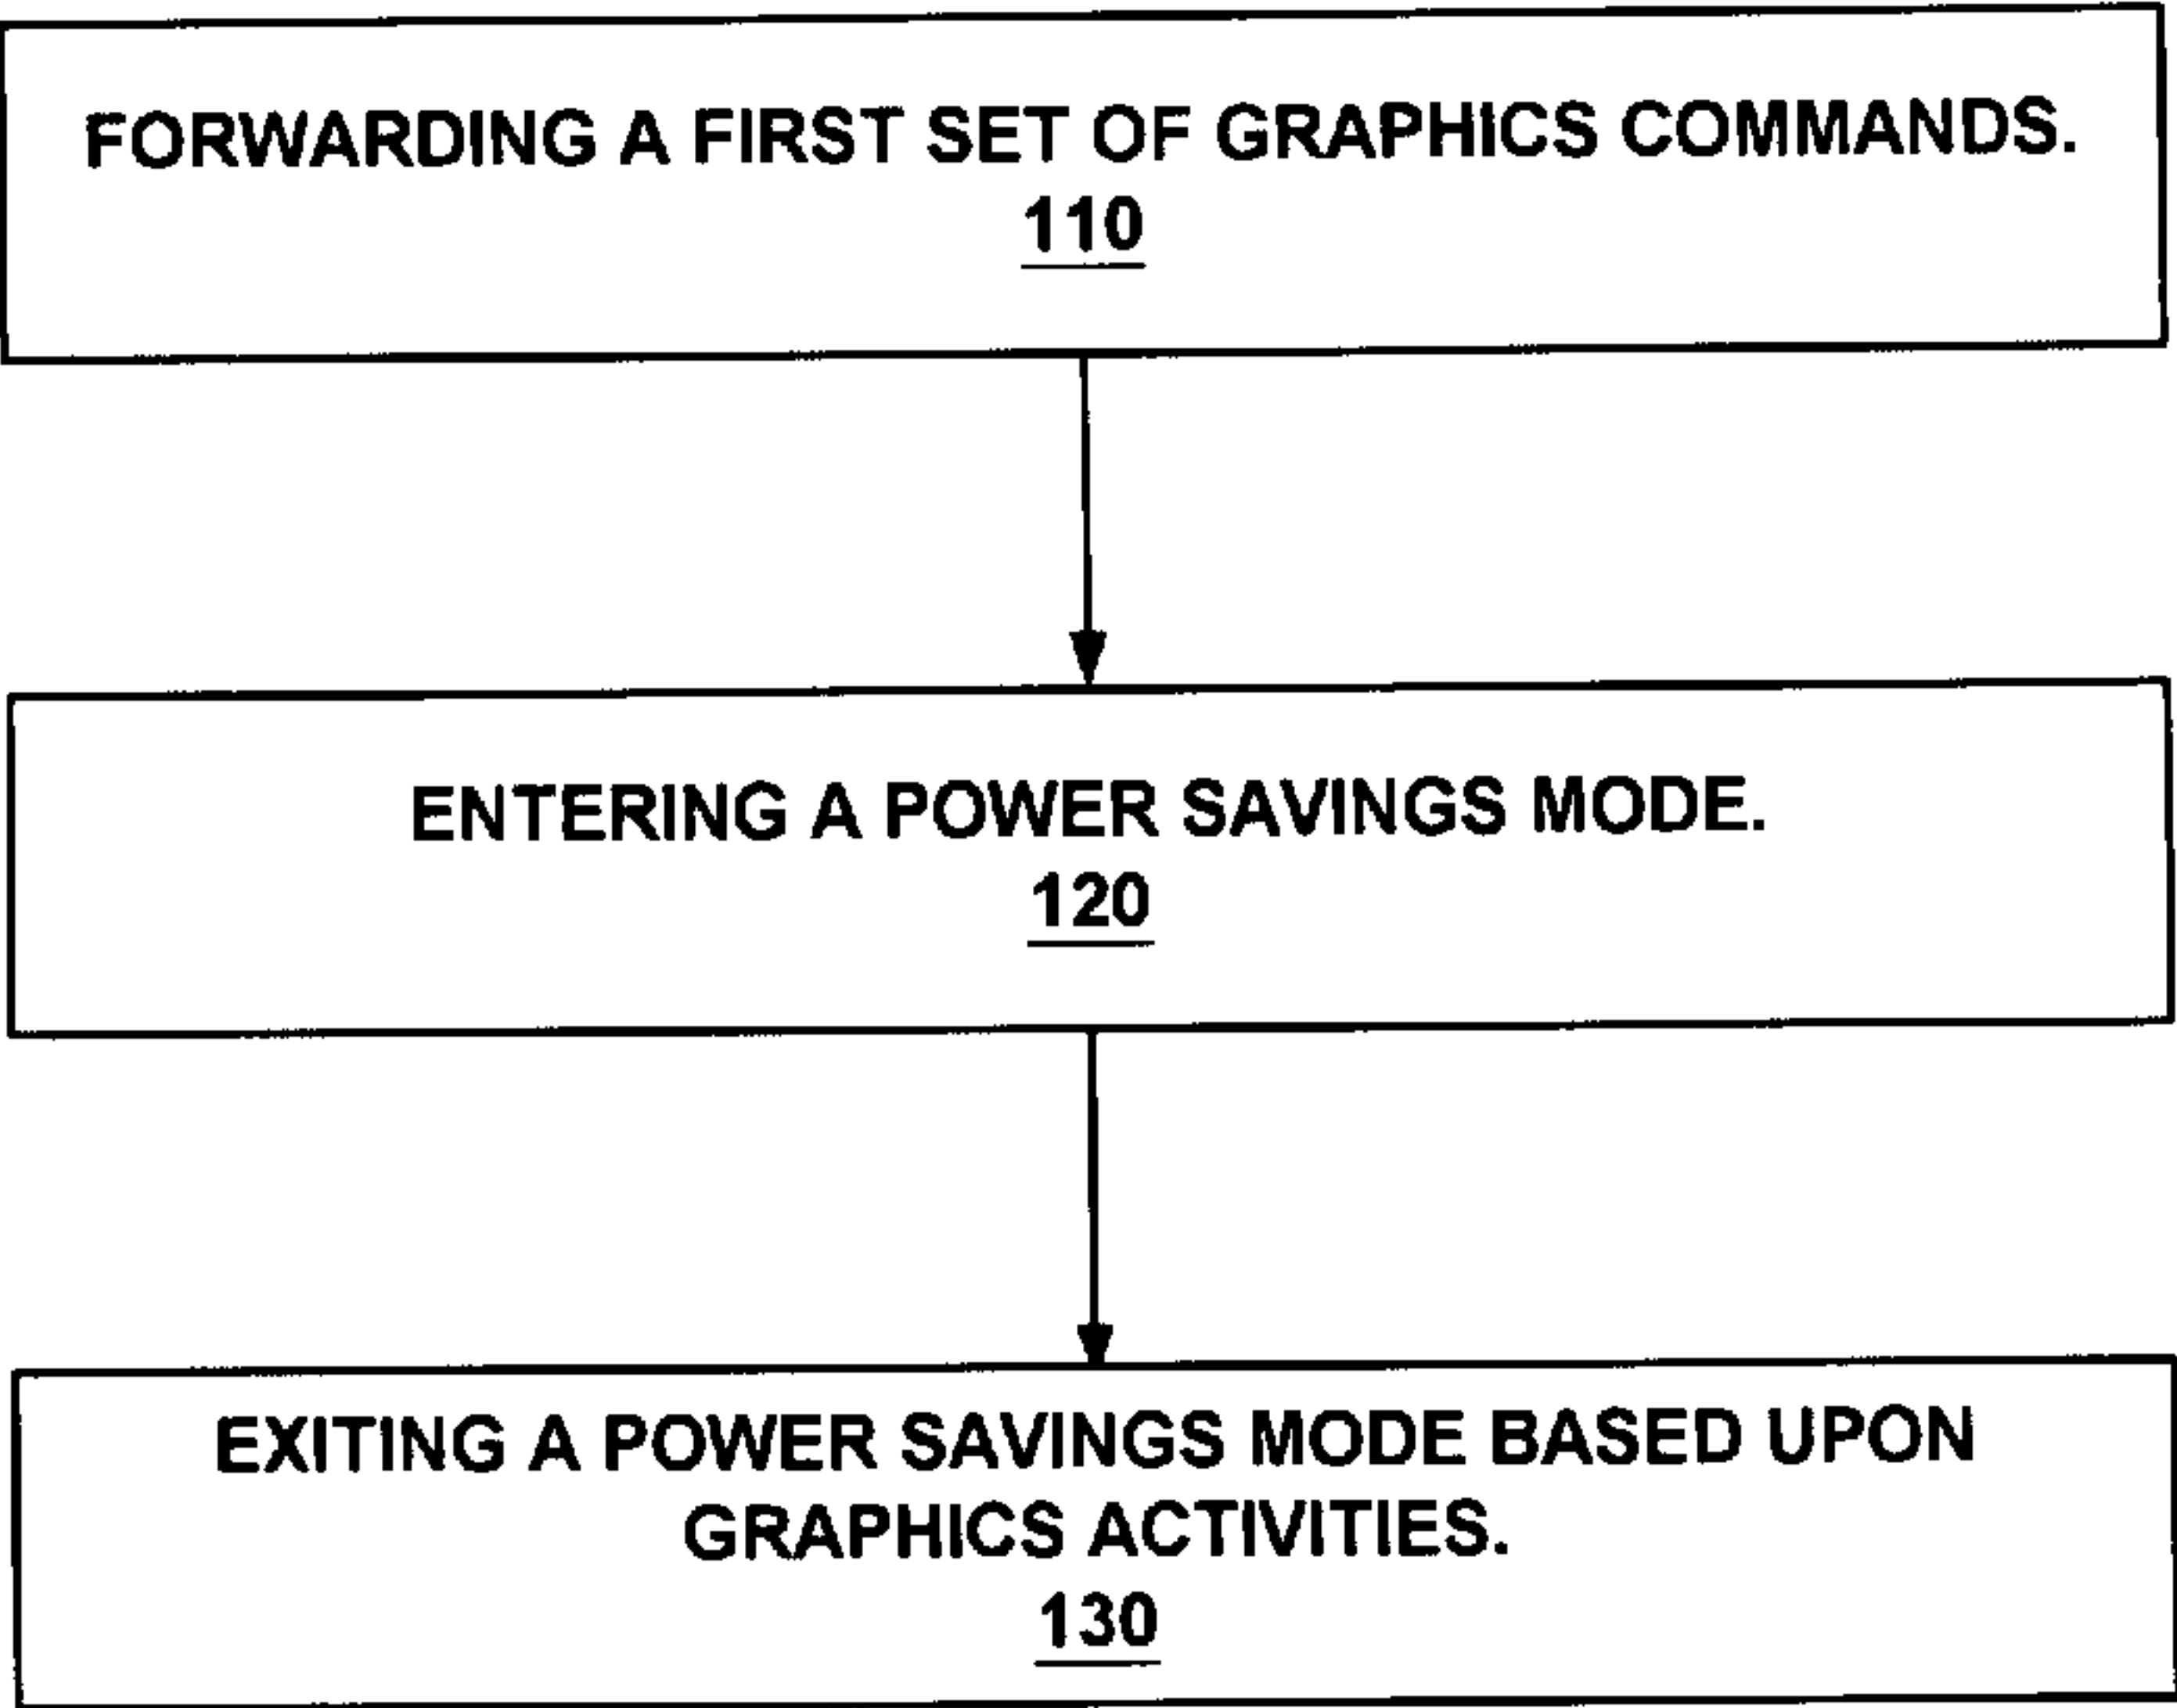 FORWARDING A FIRST SET OF GRAPHICS COMMANDS.
110
ENTERING A POWER SAVINGS MODE.
120
EXITING A POWER SAVINGS MODE BASED UPON
GRAPHICS ACTIVITIES.
130